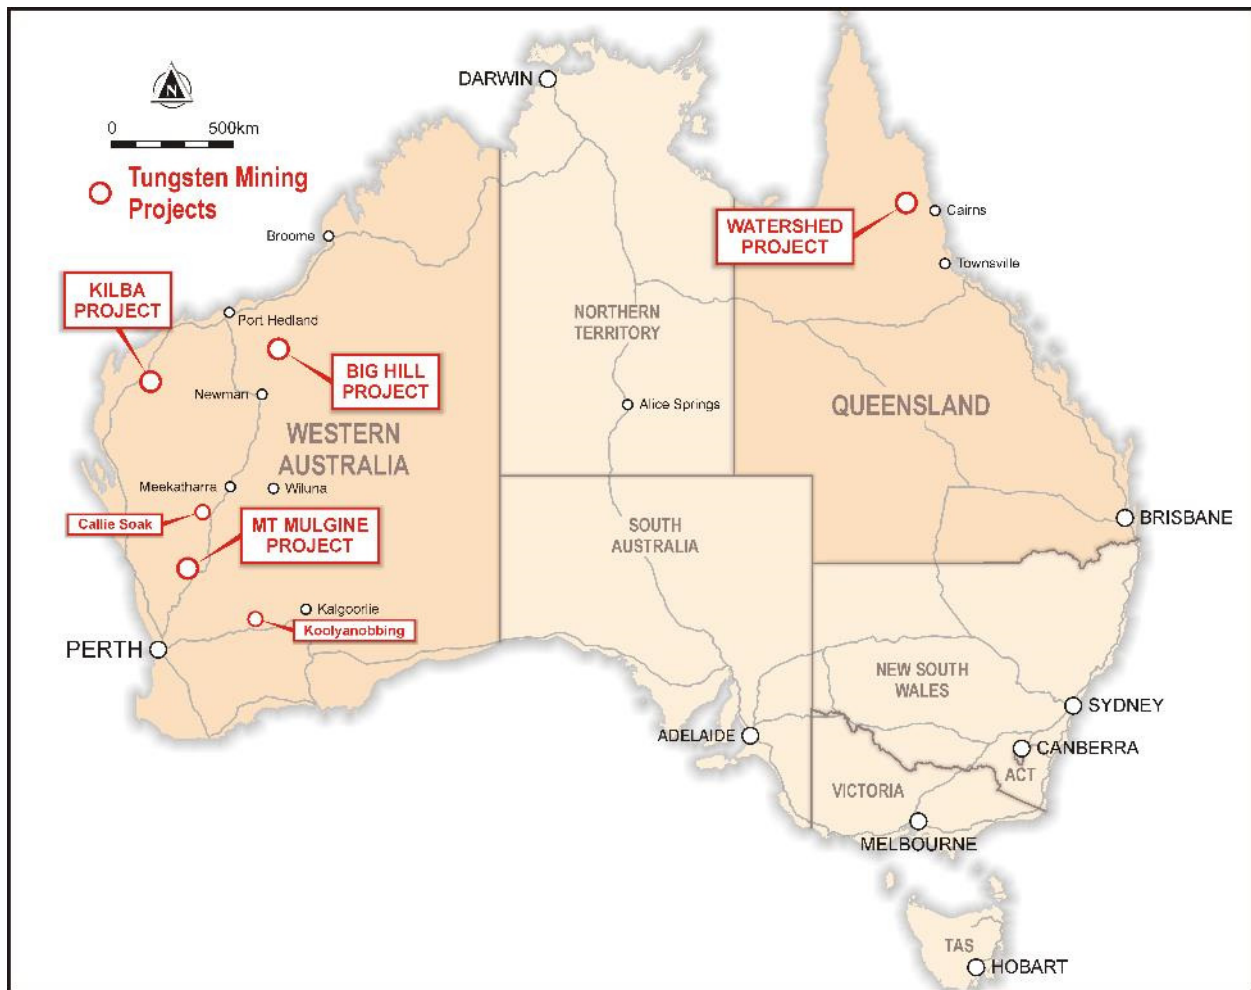 DARWIN
N
0 500km
Tungsten Mining
Projects
WATERSHED
PROJECT
Cairns
Broome
Townsville
KILBA
PROJECT
Port Hedland
NORTHERN
TERRITORY
BIG HILL
PROJECT
Newman
Alice Springs
QUEENSLAND
WESTERN
AUSTRALIA
Meekatharra
Wiluna
Callie Soak
MT MULGINE
PROJECT
SOUTH
AUSTRALIA
BRISBANE
Kalgoorlie
Koolyanobbing
PERTH
NEW SOUTH
WALES
SYDNEY
ADELAIDE
CANBERRA
ACT
VICTORIA
MELBOURNE
TAS
HOBART